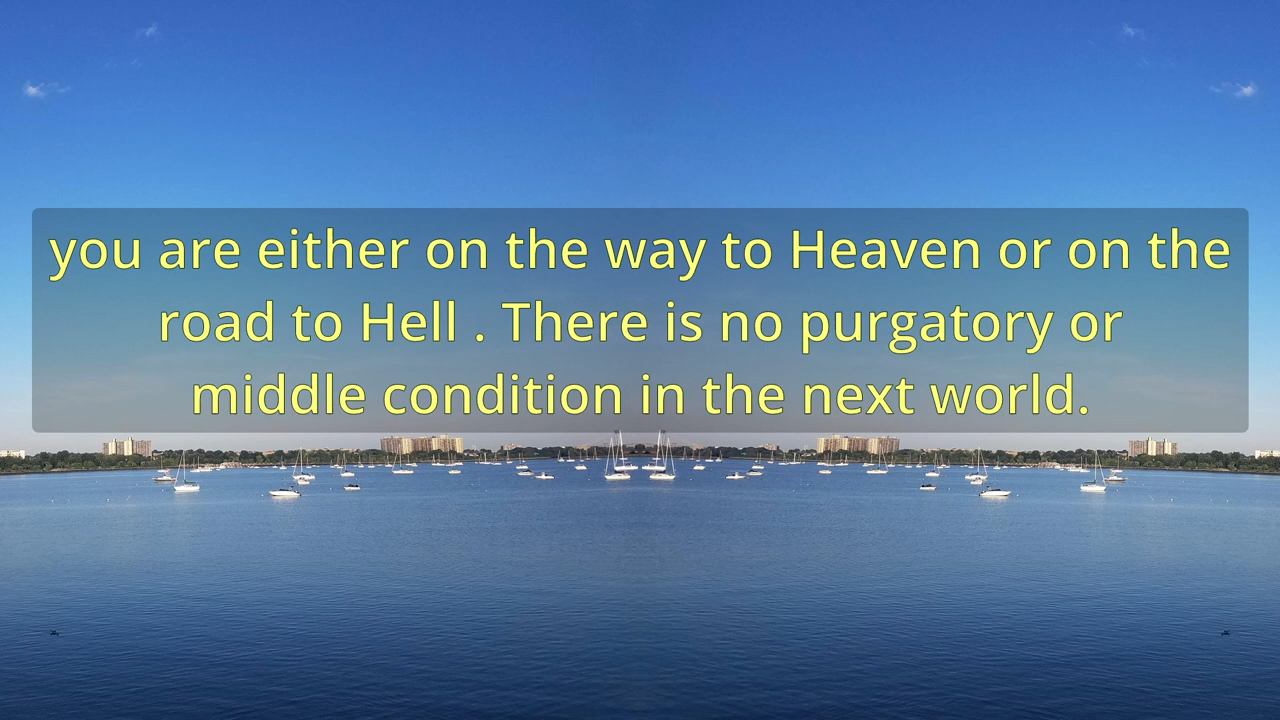 you are either on the way to Heaven or on the
road to Hell . There is no purgatory or
middle condition in the next world.